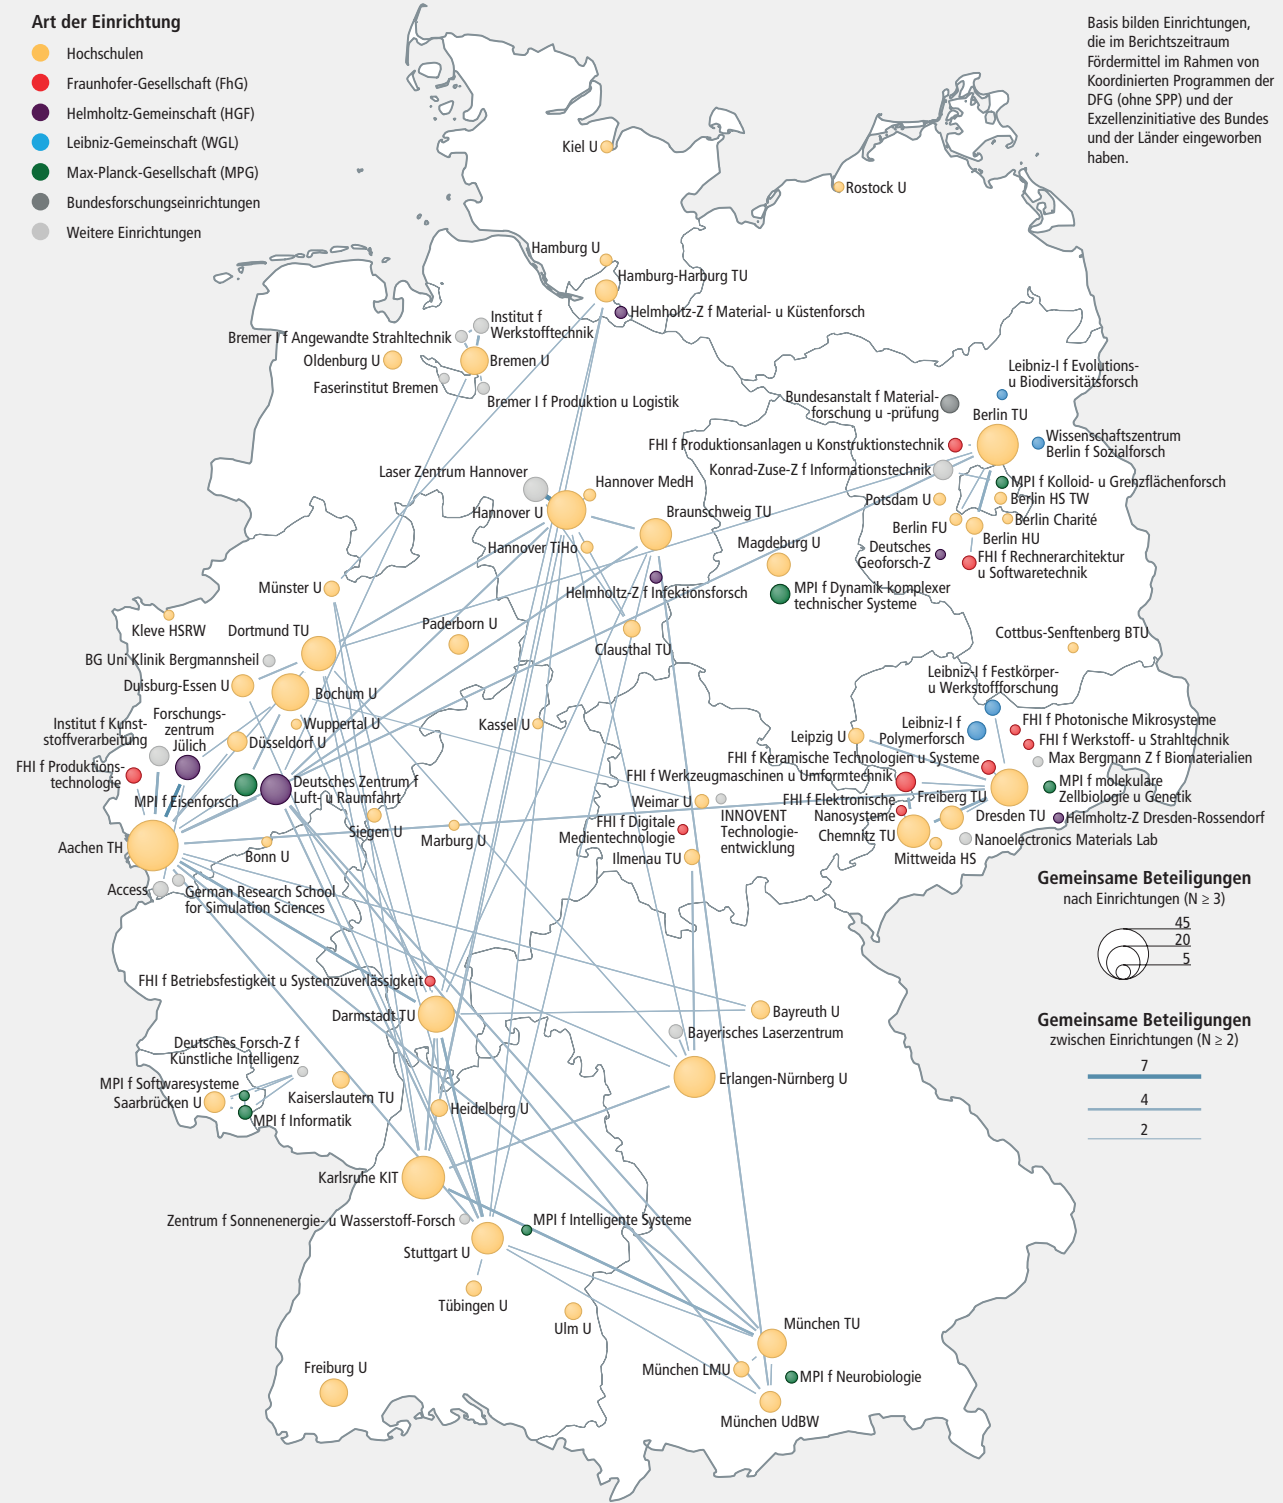 Art der Einrichtung
Hochschulen
Fraunhofer-Gesellschaft (FhG)
Helmholtz-Gemeinschaft (HGF)
Leibniz-Gemeinschaft (WGL)
Max-Planck-Gesellschaft (MPG)
Bundesforschungseinrichtungen
Weitere Einrichtungen
Basis bilden Einrichtungen,
die im Berichtszeitraum
Fördermittel im Rahmen von
Koordinierten Programmen der
DFG (ohne SPP) und der
Exzellenzinitiative des Bundes
und der Länder eingeworben
haben.
Kiel U
Rostock U
Hamburg U
Hamburg-Harburg TU
Helmholtz-Z f Material- u Küstenforsch
Institut f
Werkstofftechnik
Bremer I f Angewandte Strahltechnik
Oldenburg U
Bremen U
Faserinstitut Bremen
Bremer I f Produktion u Logistik
Leibniz-I f Evolutions-
u Biodiversitätsforsch
Bundesanstalt f Material-
forschung u -prüfung
Berlin TU
Wissenschaftszentrum
Berlin f Sozialforsch
FHI f Produktionsanlagen u Konstruktionstechnik
Konrad-Zuse-Z f Informationstechnik
MPI f Kolloid- u Grenzflächenforsch
Potsdam U
Berlin HS TW
Berlin FU
Berlin Charité
Berlin HU
Deutsches
Geoforsch-Z
FHI f Rechnerarchitektur
u Softwaretechnik
Laser Zentrum Hannover
Hannover MedH
Hannover U
Braunschweig TU
Hannover TiHo
Magdeburg U
Helmholtz-Z f Infektionsforsch
MPI f Dynamik komplexer
technischer Systeme
Münster U
Kleve HSRW
Dortmund TU
Paderborn U
Clausthal TU
Cottbus-Senftenberg BTU
BG Uni Klinik Bergmannsheil
Duisburg-Essen U
Bochum U
Leibniz-I f Festkörper-
u Werkstoffforschung
Institut f Kunst-
stoffverarbeitung
Forschungs-
zentrum
Jülich
Wuppertal U
Düsseldorf U
Kassel U
Leipzig U
Leibniz-I f
Polymerforsch
FHI f Photonische Mikrosysteme
FHI f Werkstoff- u Strahltechnik
Max Bergmann Z f Biomaterialien
FHI f Produktions-
technologie
MPI Eisenforsch
Deutsches Zentrum f
Luft- u Raumfahrt
FHI f Keramische Technologien u Systeme
FHI f Werkzeugmaschinen u Umformtechnik
MPI f molekulare
Zellbiologie u Genetik
Weimar U
INNOVENT
Technologie-
entwicklung
FHI f Elektronische
Nanosysteme
Freiberg TU
Dresden TU
Helmholtz-Z Dresden-Rossendorf
Siegen U
Marburg U
FHI f Digitale
Medientechnologie
Chemnitz TU
Nanoelectronics Materials Lab
Mittweida HS
Aachen TH
Bonn U
Ilmenau TU
Access
German Research School
for Simulation Sciences
Gemeinsame Beteiligungen
nach Einrichtungen (N ≥ 3)
45
20
5
FHI f Betriebsfestigkeit u Systemzuverlässigkeit
Darmstadt TU
Bayreuth U
Bayerisches Laserzentrum
Gemeinsame Beteiligungen
zwischen Einrichtungen (N ≥ 2)
7
4
2
Deutsches Forsch-Z f
Künstliche Intelligenz
MPI f Softwaresysteme
Saarbrücken U
Kaiserslautern TU
MPI f Informatik
Erlangen-Nürnberg U
Heidelberg U
Karlsruhe KIT
Zentrum f Sonnenenergie- u Wasserstoff-Forsch
MPI f Intelligente Systeme
Stuttgart U
Tübingen U
Ulm U
München TU
Freiburg U
München LMU
MPI f Neurobiologie
München UdBW